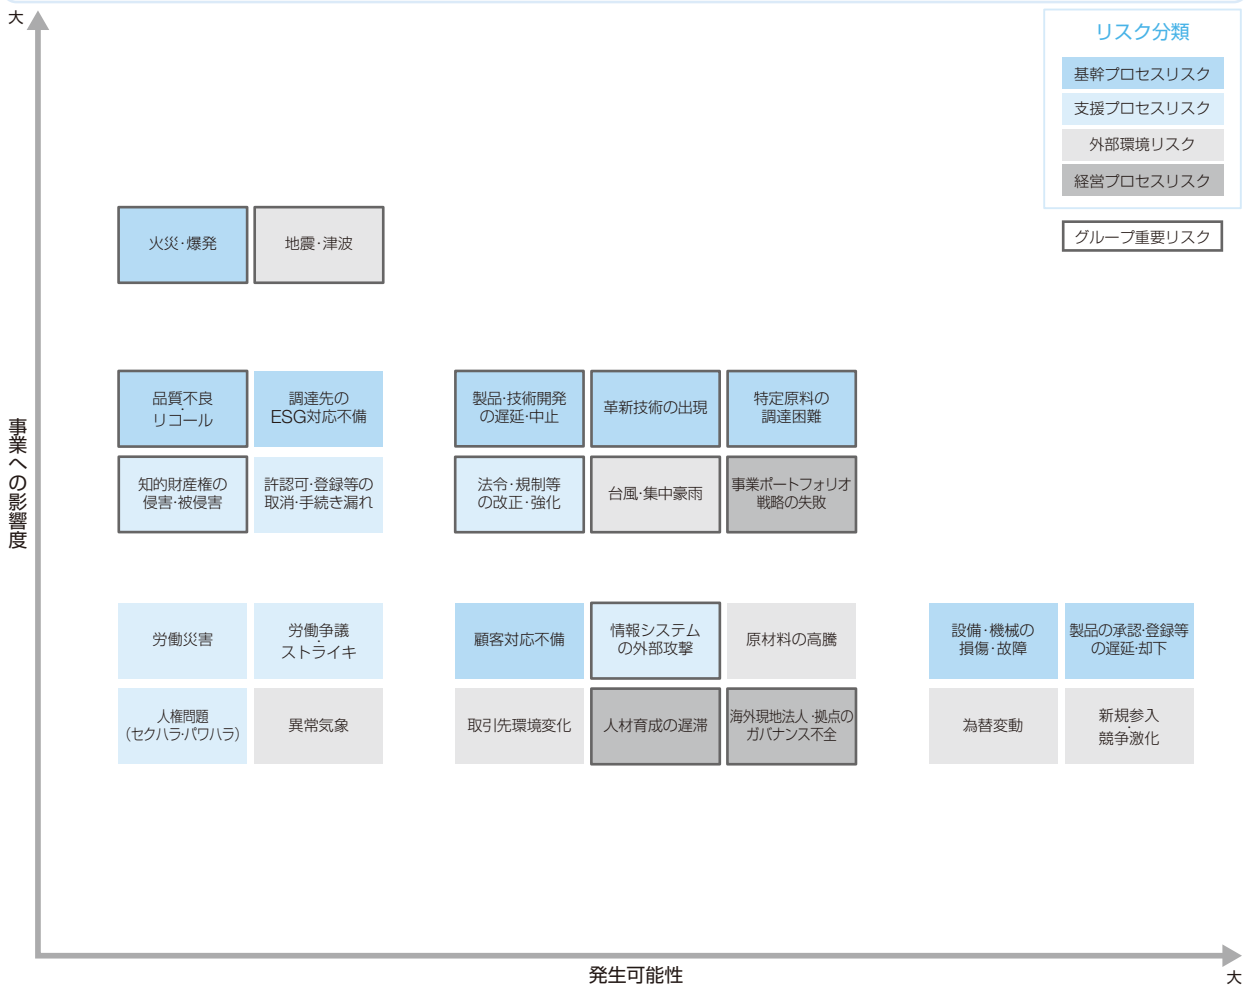 大
リスク分類
基幹プロセスリスク
支援プロセスリスク
外部環境リスク
経営プロセスリスク
グループ重要リスク
火災・爆発
地震・津波
品質不良
・
リコール
調達先の
ESG対応不備
製品・技術開発
の遅延・中止
革新技術の出現
特定原料の
調達困難
知的財産権の
侵害・被侵害
許認可・登録等の
取消・手続き漏れ
法令・規制等
の改正・強化
台風・集中豪雨
事業ポートフォリオ
戦略の失敗
事業への影響度
労働災害
労働争議
・
ストライキ
顧客対応不備
情報システム
の外部攻撃
原材料の高騰
設備・機械の
損傷・故障
製品の承認・登録等
の遅延・却下
人権問題
(セクハラ・パワハラ)
異常気象
取引先環境変化
人材育成の遅滞
海外現地法人・拠点の
ガバナンス不全
為替変動
新規参入
・
競争激化
発生可能性
大